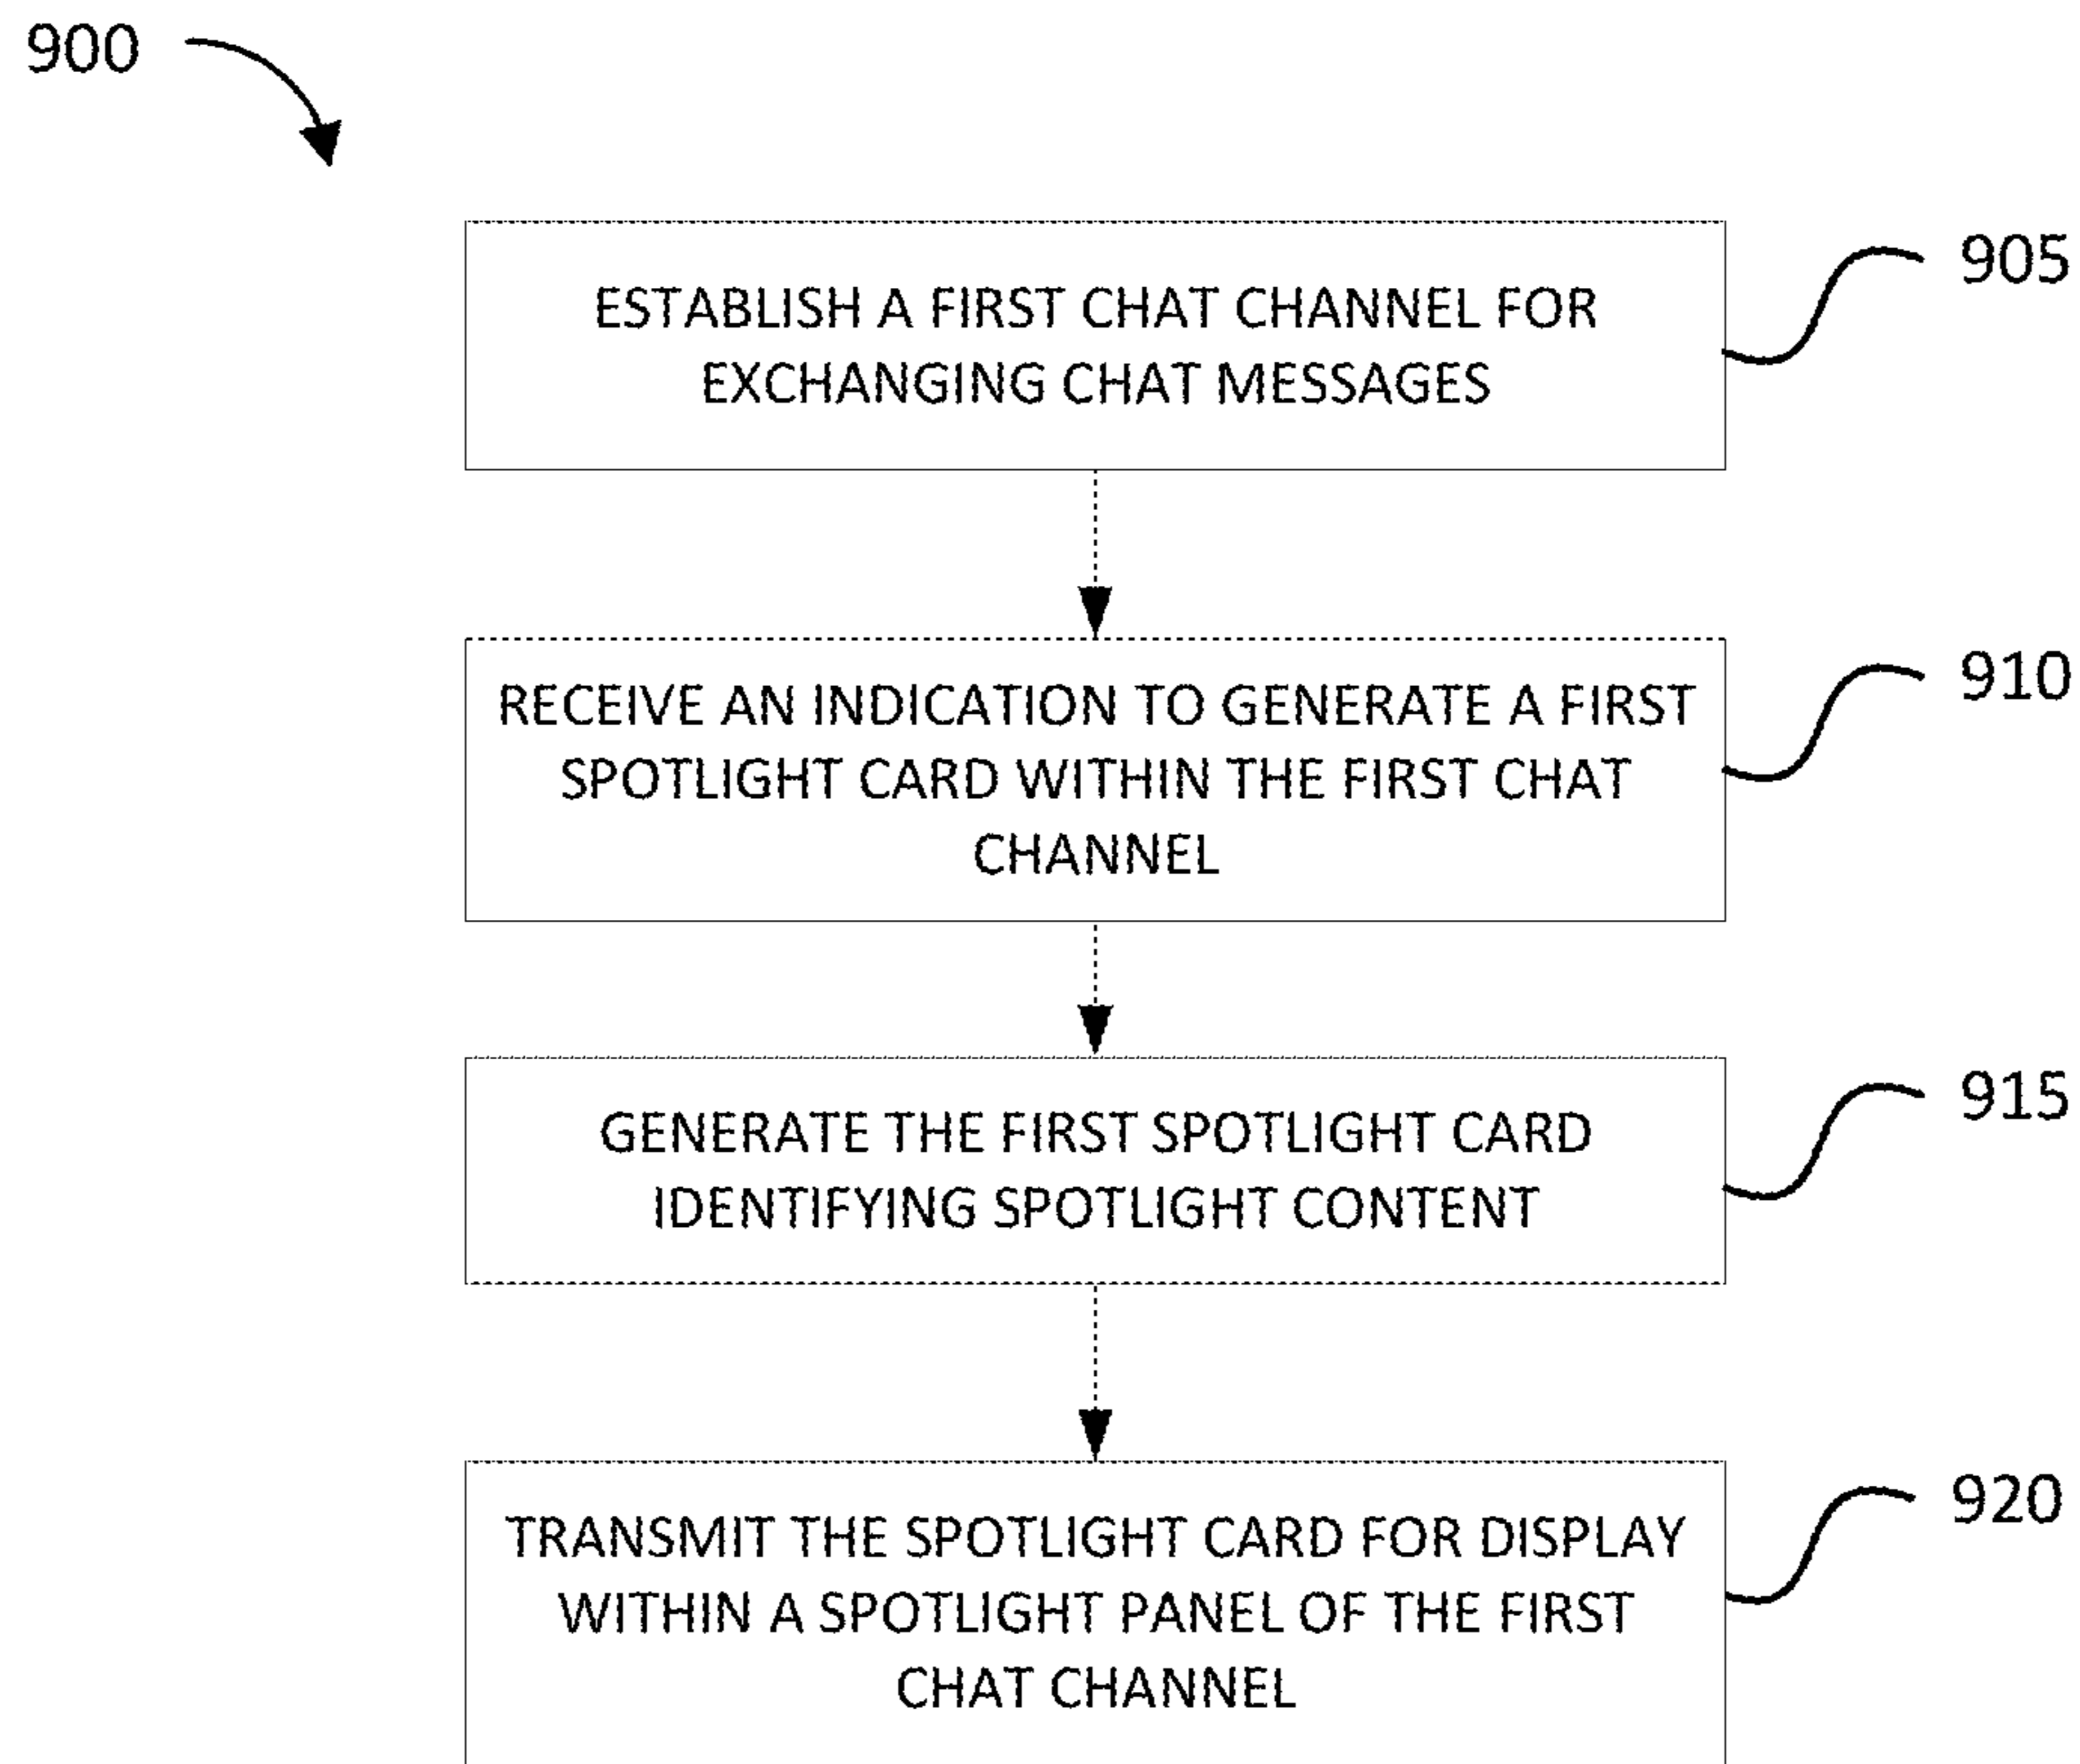 900
ESTABLISH A FIRST CHAT CHANNEL FOR
EXCHANGING CHAT MESSAGES
905
RECEIVE AN INDICATION TO GENERATE A FIRST
SPOTLIGHT CARD WITHIN THE FIRST CHAT
CHANNEL
910
GENERATE THE FIRST SPOTLIGHT CARD
IDENTIFYING SPOTLIGHT CONTENT
915
TRANSMIT THE SPOTLIGHT CARD FOR DISPLAY
WITHIN A SPOTLIGHT PANEL OF THE FIRST
CHAT CHANNEL
920